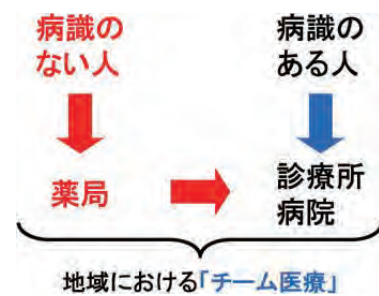 病識の
ない人
病識の
ある人
薬局
診療所
病院
地域における「チーム医療」